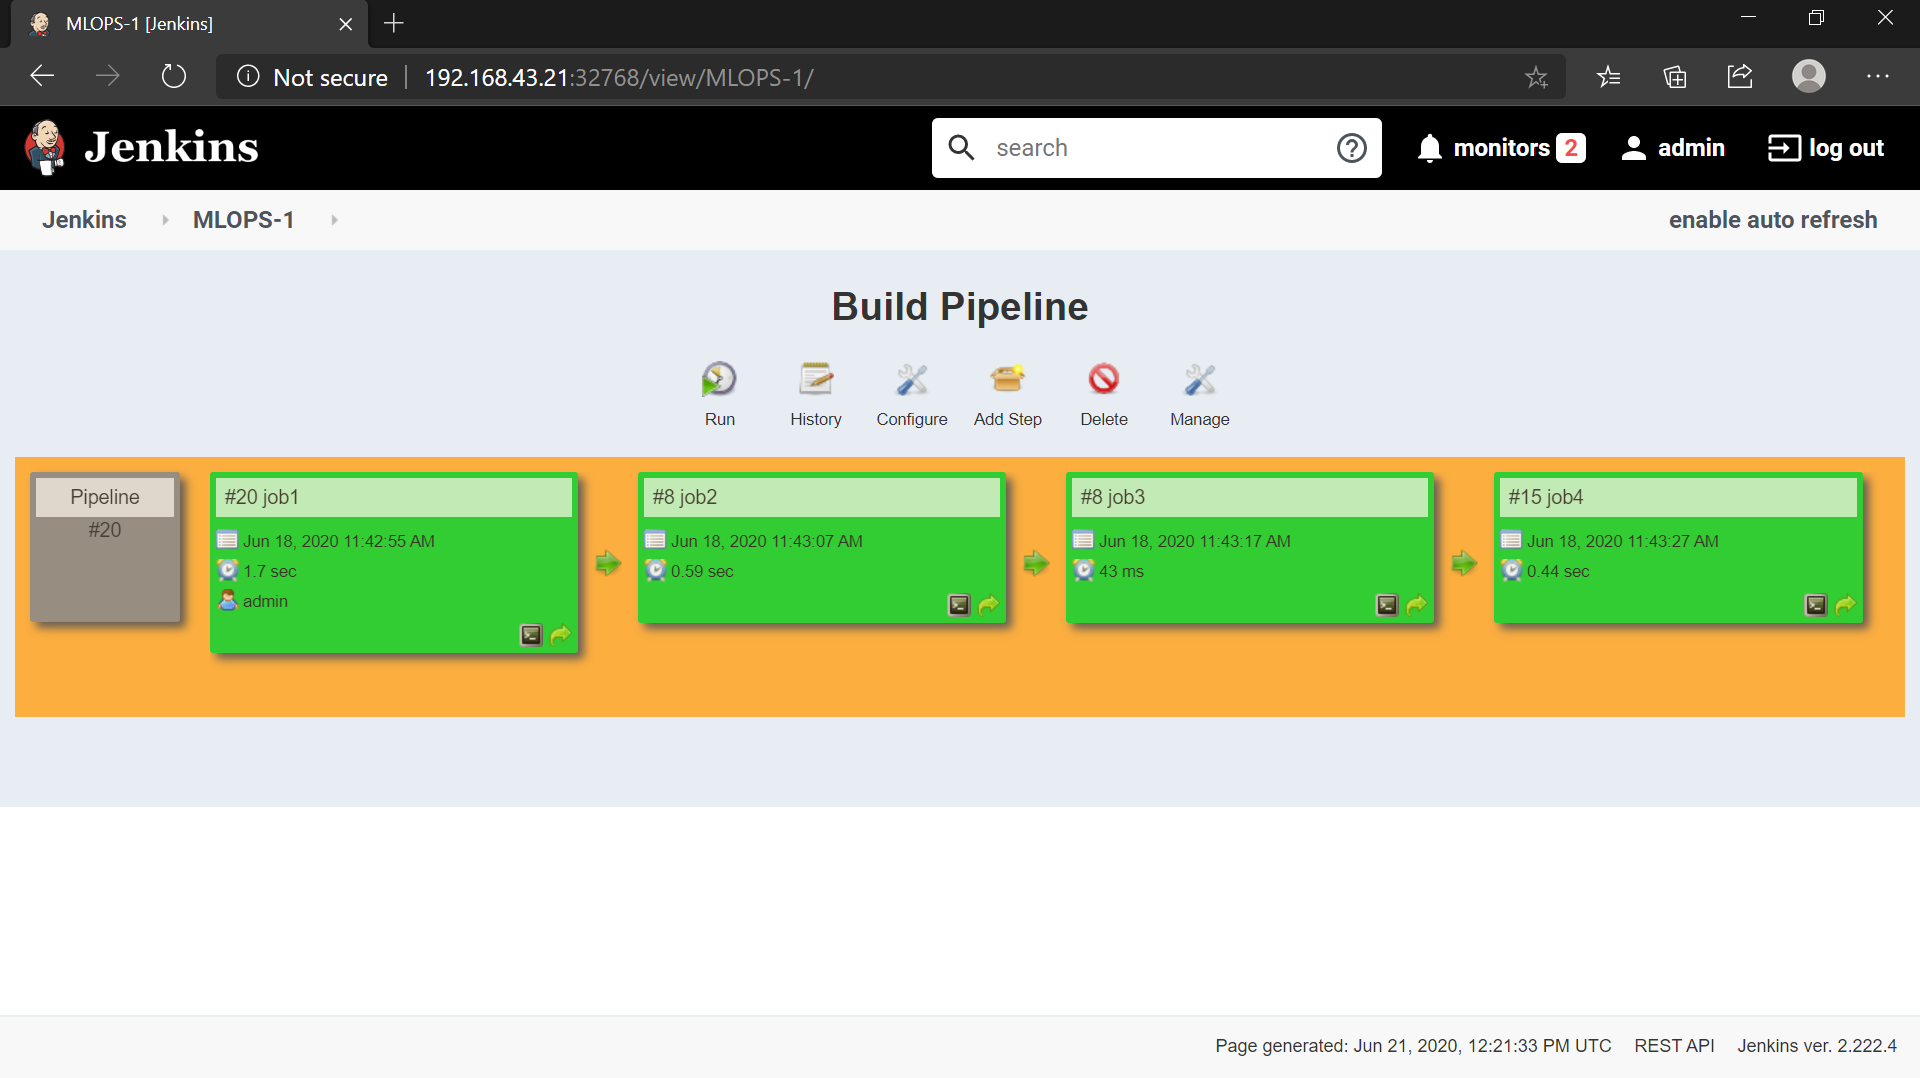 MLOPS-1 [Jenkins]
Not secure 192.168.43.21:32768/view/MLOPS-1/
Jenkins search monitors 2 admin log out
Jenkins MLOPS-1 enable auto refresh
Build Pipeline
Run History Configure Add Step Delete Manage
Pipeline
#20
#20 job1
Jun 18, 2020 11:42:55 AM
1.7 sec
admin
#8 job2
Jun 18, 2020 11:43:07 AM
0.59 sec
#8 job3
Jun 18, 2020 11:43:17 AM
43 ms
#15 job4
Jun 18, 2020 11:43:27 AM
0.44 sec
Page generated: Jun 21, 2020, 12:21:33 PM UTC REST API Jenkins ver. 2.222.4